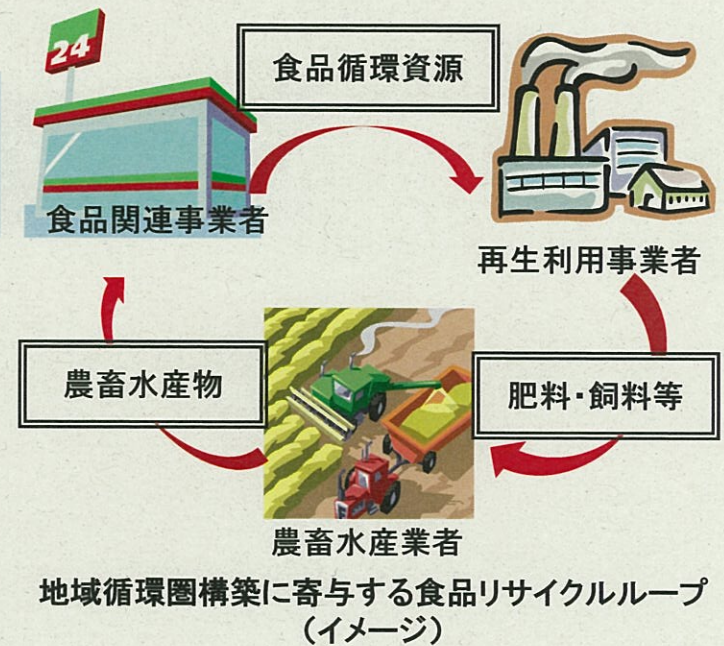 24
食品循環資源
食品関連事業者
再生利用事業者
農畜水産物
肥料・飼料等
農畜水産業者
地域循環圏構築に寄与する食品リサイクルループ
（イメージ）